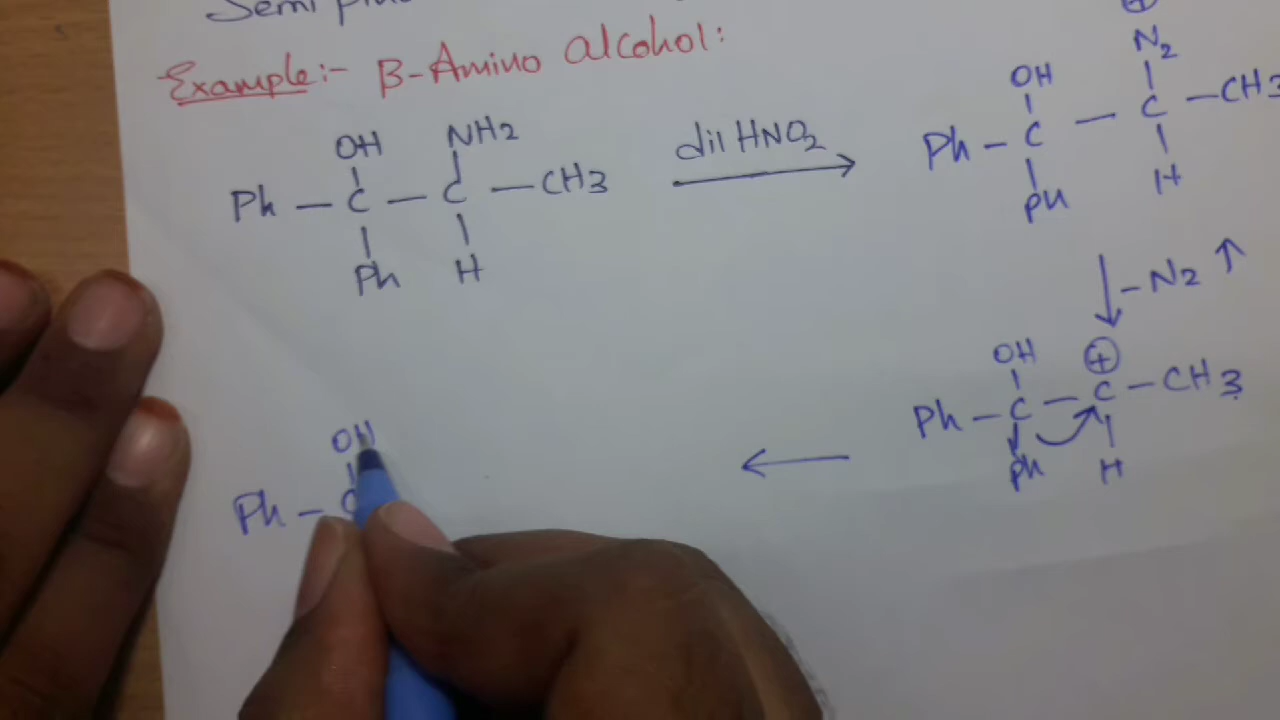 Semi
Example:- β-Amino alcohol:
OH NH2
Ph - C - C - CH3
Ph H
dil HNO2
⊕
N2
OH
Ph - C - C - CH3
Ph H
- N2 ↑
OH ⊕
Ph - C - C - CH3
Ph H
OH
Ph - C